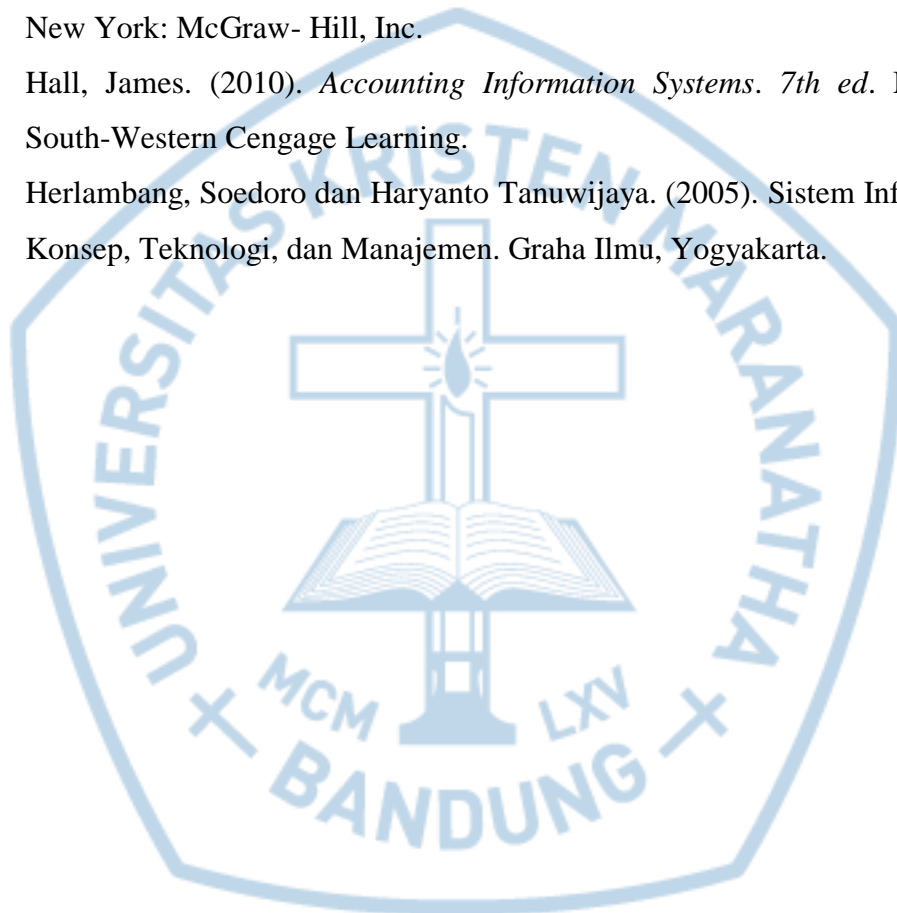 New York: McGraw- Hill, Inc.
Hall, James. (2010). Accounting Information Systems. 7th ed.
South-Western Cengage Learning.
Herlambang, Soedoro dan Haryanto Tanuwijaya. (2005). Sistem
Konsep, Teknologi, dan Manajemen. Graha Ilmu, Yogyakarta.
UNIVERSITAS KRISTEN MARANATHA
MCM LXV
BANDUNG